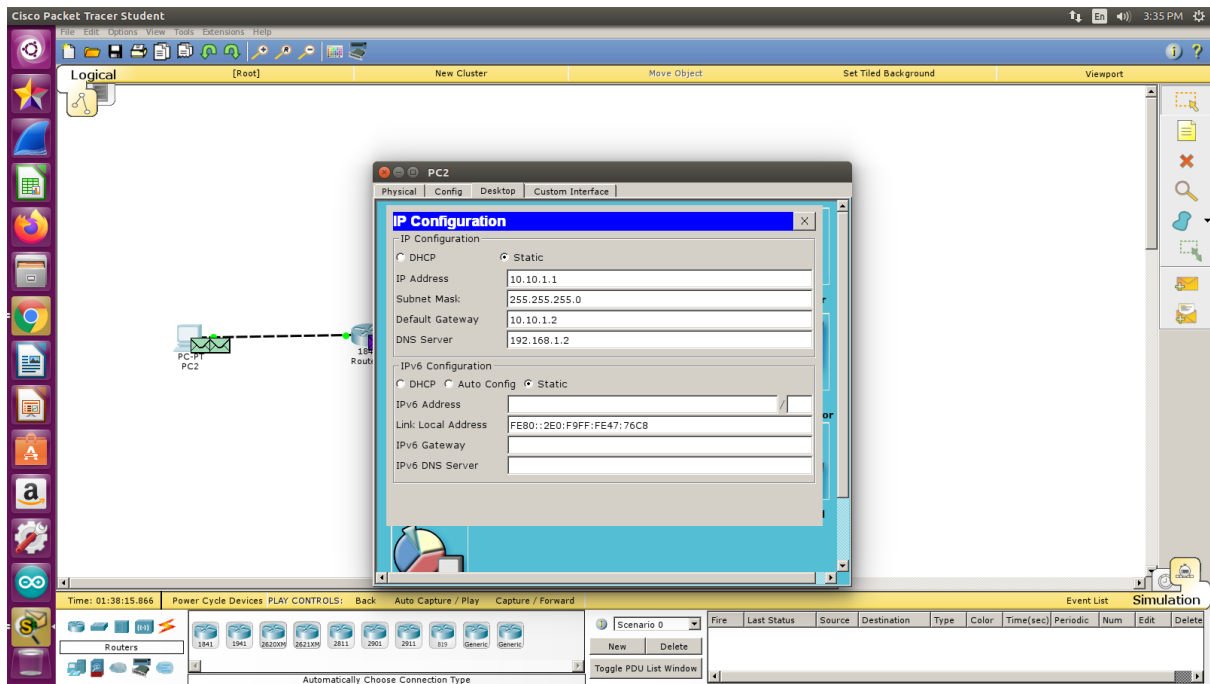 Cisco Packet Tracer Student En 3:35 PM
File Edit Options View Tools Extensions Help
Logical [Root] New Cluster Move Object Set Tiled Background Viewport
PC2
Physical Config Desktop Custom Interface
IP Configuration X
IP Configuration
DHCP Static
IP Address 10.10.1.1
Subnet Mask 255.255.255.0
Default Gateway 10.10.1.2
DNS Server 192.168.1.2
IPv6 Configuration
DHCP Auto Config Static
IPv6 Address /
Link Local Address FE80::2E0:F9FF:FE47:76C8
IPv6 Gateway
IPv6 DNS Server
PC-PT
PC2
184
Route
r
or
Time: 01:38:15.866 Power Cycle Devices PLAY CONTROLS: Back Auto Capture / Play Capture / Forward Event List Simulation
Routers
1841 1941 2620XM 2621XM 2811 2901 2911 819 Generic Generic
Automatically Choose Connection Type
Scenario 0
New Delete
Toggle PDU List Window
Fire Last Status Source Destination Type Color Time(sec) Periodic Num Edit Delete